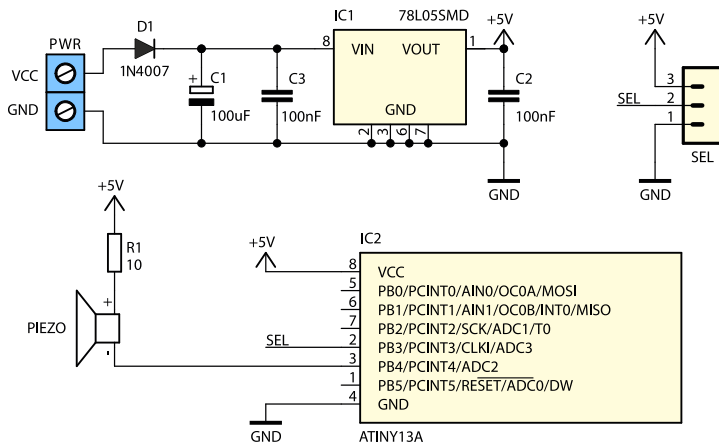 IC1 78L05SMD
+5V
PWR
D1
VCC
1N4007
8 VIN VOUT 1
+ C1
C3
C2
GND
100uF
100nF
GND
2 3 6 7
100nF
GND
3
SEL 2
1
SEL
GND
+5V
+5V
R1
10
+
PIEZO
-
+5V
IC2
8 VCC
5 PB0/PCINT0/AIN0/OC0A/MOSI
6 PB1/PCINT1/AIN1/OC0B/INT0/MISO
7 PB2/PCINT2/SCK/ADC1/T0
SEL 2 PB3/PCINT3/CLKI/ADC3
3 PB4/PCINT4/ADC2
1 PB5/PCINT5/RESET/ADC0/DW
4 GND
GND
ATINY13A